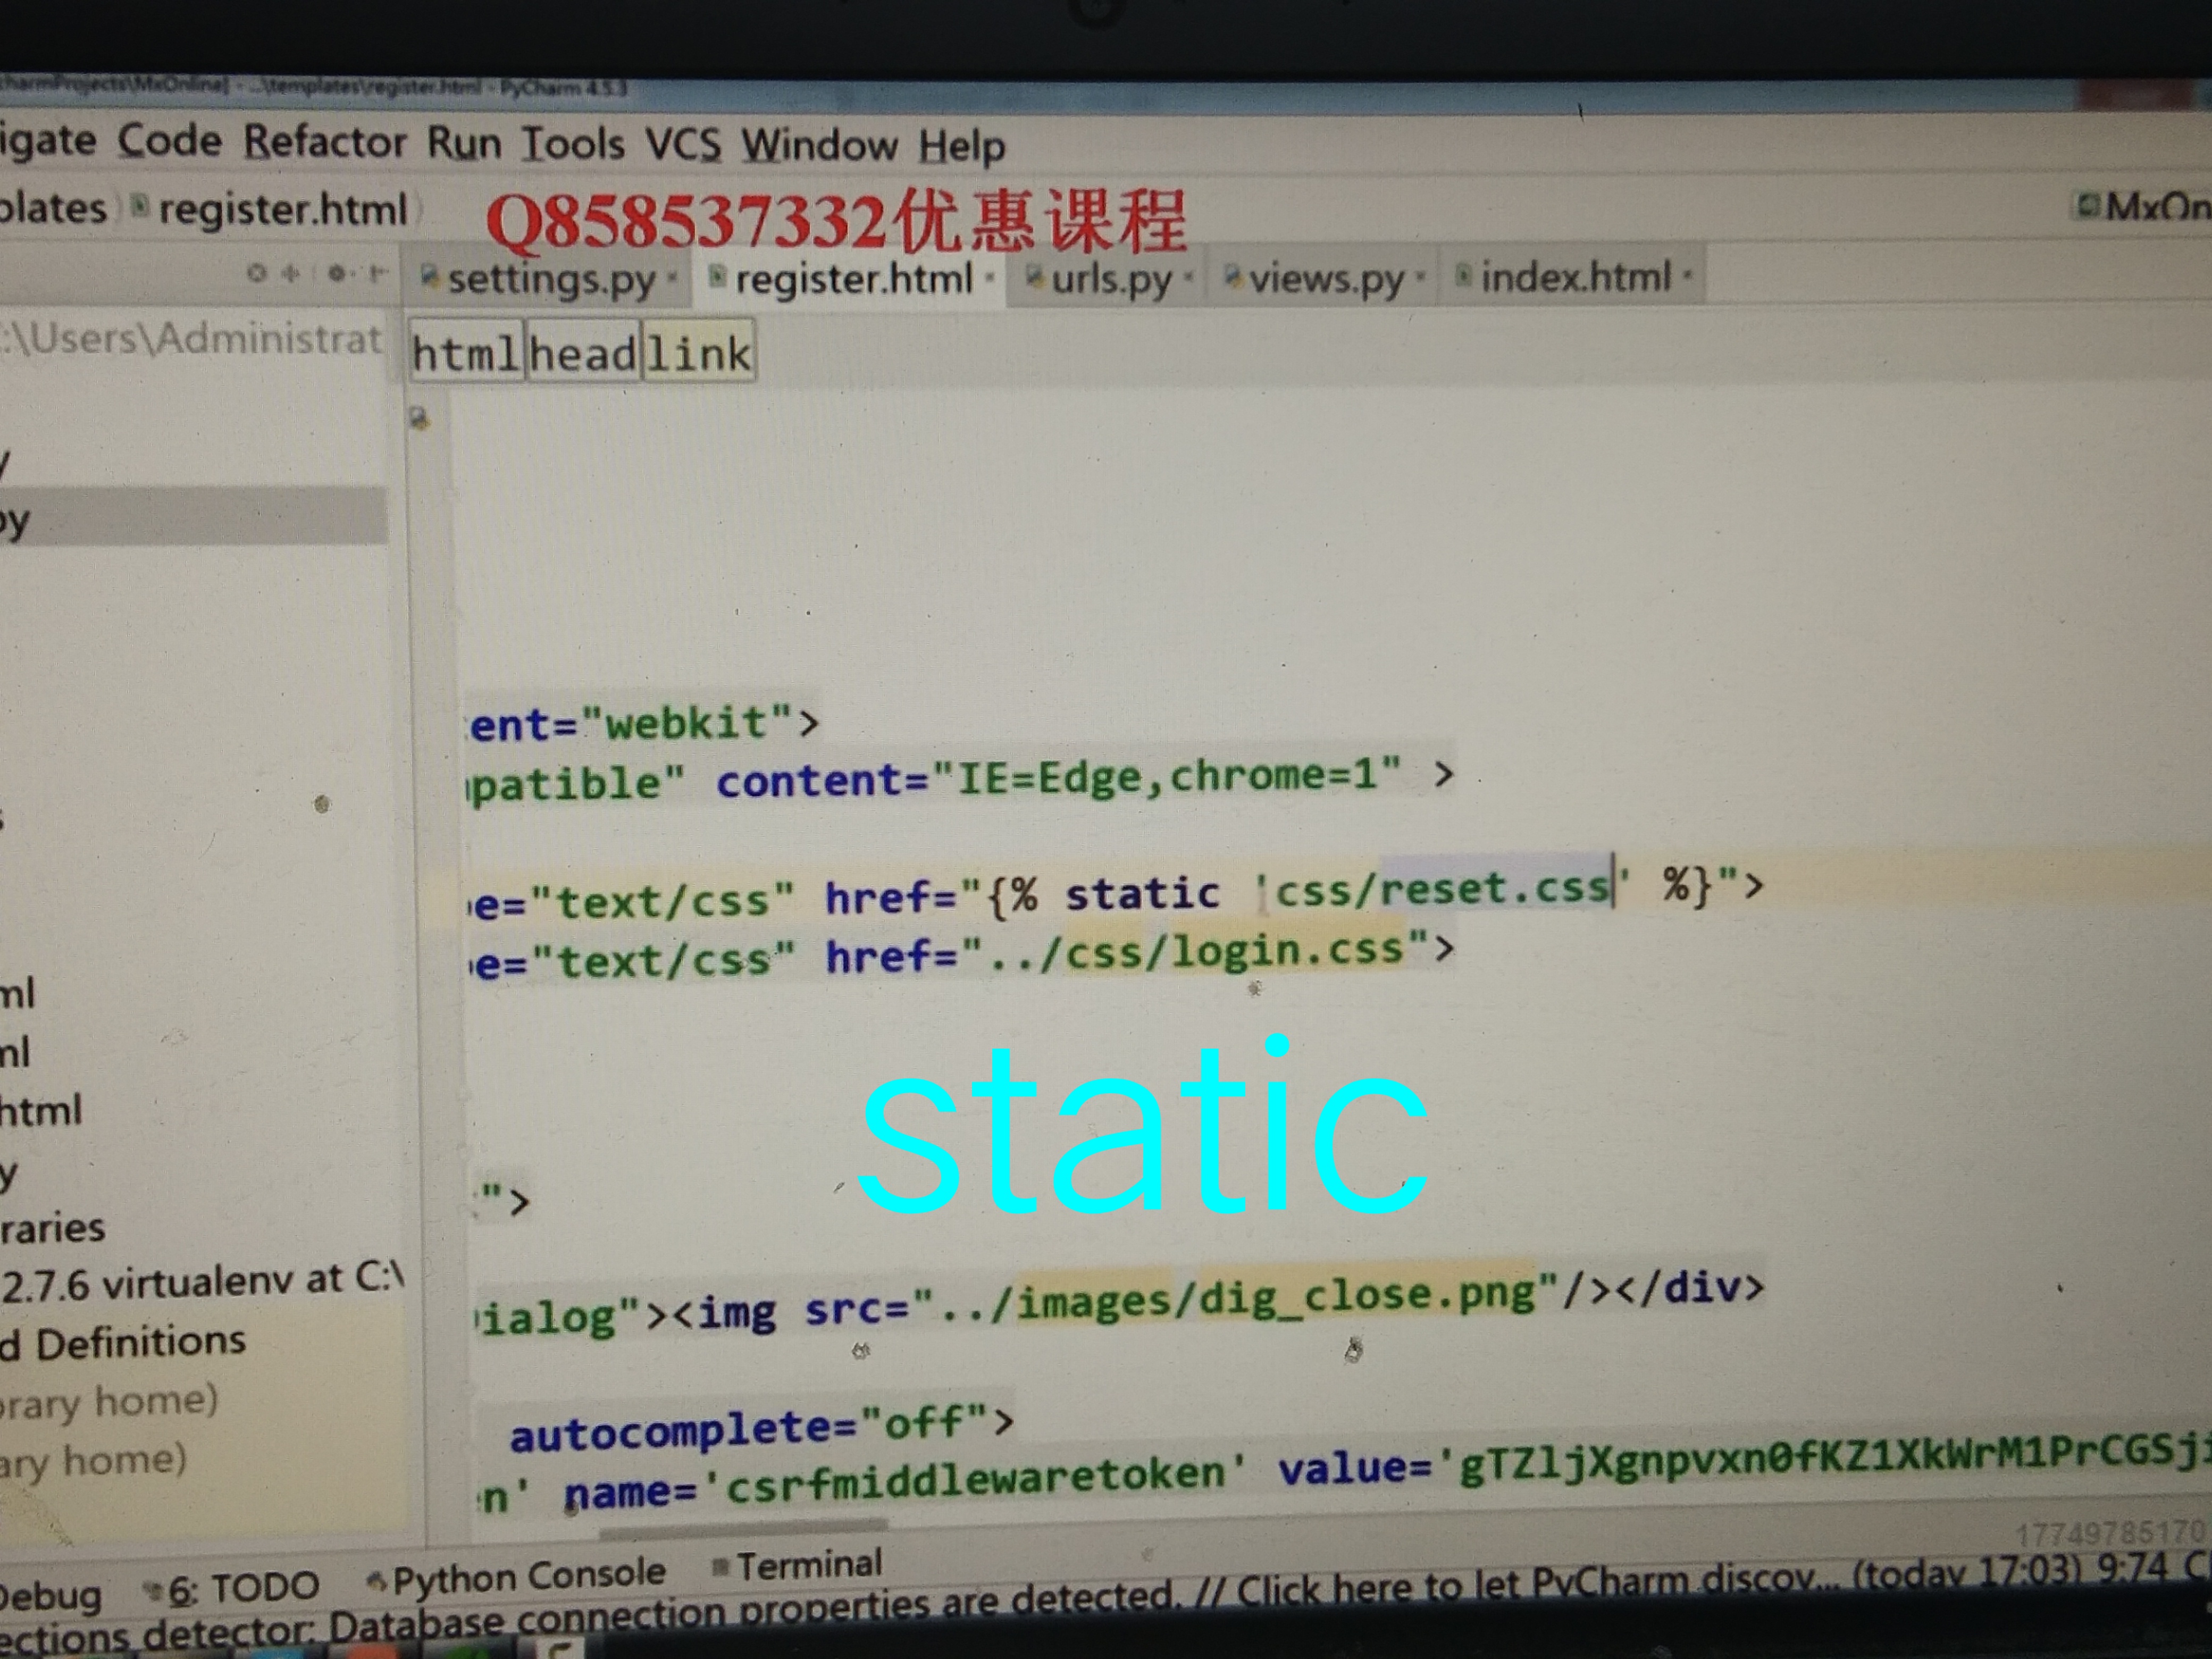 charmProjects\MxOnline] - ...\templates\register.html - PyCharm 4.5.3
igate Code Refactor Run Tools VCS Window Help
plates register.html
Q858537332优惠课程
MxOn
settings.py register.html urls.py views.py index.html
:\Users\Administrat
html head link
y
py
ent="webkit">
patible" content="IE=Edge,chrome=1" >
s
e="text/css" href="{% static 'css/reset.css' %}">
e="text/css" href="../css/login.css">
ml
ml
html
static
y
">
raries
2.7.6 virtualenv at C:\
ialog"><img src="../images/dig_close.png"/></div>
d Definitions
orary home)
autocomplete="off">
ary home)
n' name='csrfmiddlewaretoken' value='gTZljXgnpvxn0fKZ1XkWrM1PrCGSji
17749785170
Debug 6: TODO Python Console Terminal
ections detector: Database connection properties are detected. // Click here to let PyCharm discov... (today 17:03) 9:74